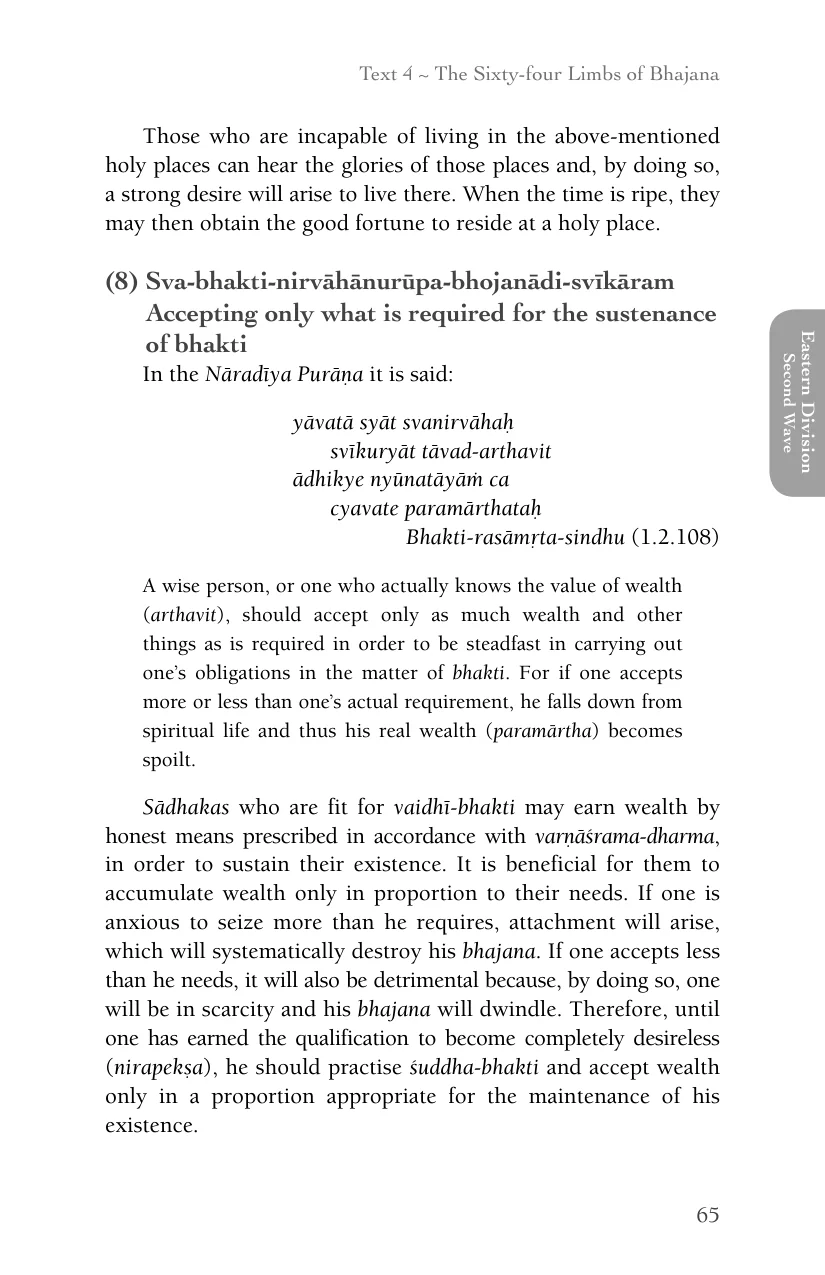 Text 4 ~ The Sixty-four Limbs of Bhajana
Those who are incapable of living in the above-mentioned
holy places can hear the glories of those places and, by doing so,
a strong desire will arise to live there. When the time is ripe, they
may then obtain the good fortune to reside at a holy place.
(8) Sva-bhakti-nirvāhānurūpa-bhojanādi-svīkāram
Accepting only what is required for the sustenance
of bhakti
In the Nāradīya Purāṇa it is said:
yāvatā syāt svanirvāhaḥ
svīkuryāt tāvad-arthavit
ādhikye nyūnatāyāṁ ca
cyavate paramārthataḥ
Bhakti-rasāmṛta-sindhu (1.2.108)
A wise person, or one who actually knows the value of wealth
(arthavit), should accept only as much wealth and other
things as is required in order to be steadfast in carrying out
one’s obligations in the matter of bhakti. For if one accepts
more or less than one’s actual requirement, he falls down from
spiritual life and thus his real wealth (paramārtha) becomes
spoilt.
Sādhakas who are fit for vaidhī-bhakti may earn wealth by
honest means prescribed in accordance with varṇāśrama-dharma,
in order to sustain their existence. It is beneficial for them to
accumulate wealth only in proportion to their needs. If one is
anxious to seize more than he requires, attachment will arise,
which will systematically destroy his bhajana. If one accepts less
than he needs, it will also be detrimental because, by doing so, one
will be in scarcity and his bhajana will dwindle. Therefore, until
one has earned the qualification to become completely desireless
(nirapekṣa), he should practise śuddha-bhakti and accept wealth
only in a proportion appropriate for the maintenance of his
existence.
Eastern Division
Second Wave
65